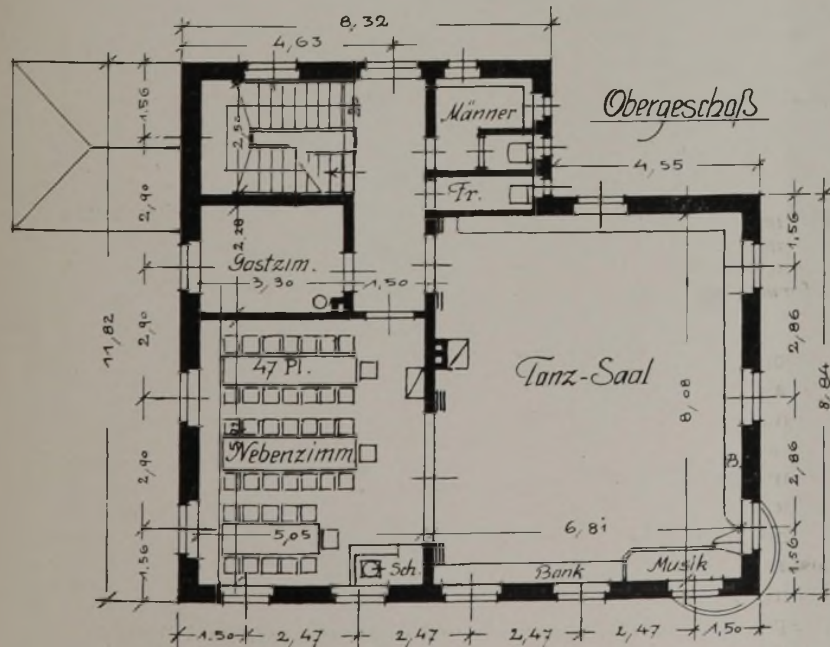 8,32
4,63
Obergeschoß
Männer
1.56
2,50
4,55
Fr.
2,90
1,56
2,28
Gastzim.
3,30
1,50
11,82
2,90
47 Pl.
Tanz-Saal
2,86
8,84
8,08
Nebenzimm.
2,90
B.
2,86
5,05
6,81
1.56
Sch.
Bank
Musik
1.56
1.50
2,47
2,47
2,47
2,47
1,50